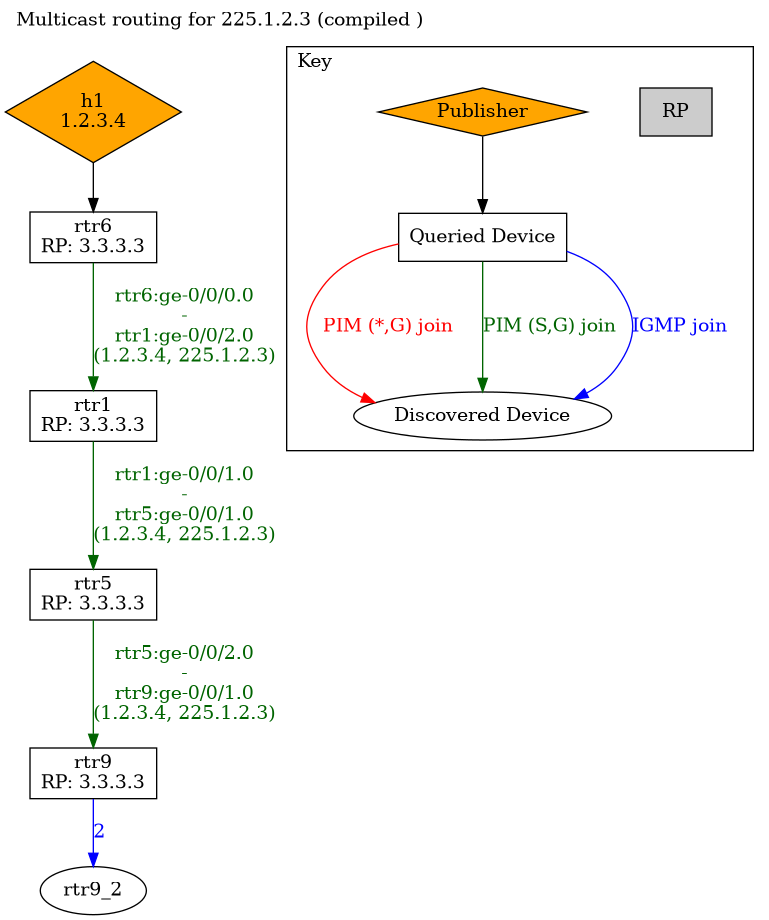 Multicast routing for 225.1.2.3 (compiled )
h1
1.2.3.4
rtr6
RP: 3.3.3.3
rtr6:ge-0/0/0.0
-
rtr1:ge-0/0/2.0
(1.2.3.4, 225.1.2.3)
rtr1
RP: 3.3.3.3
rtr1:ge-0/0/1.0
-
rtr5:ge-0/0/1.0
(1.2.3.4, 225.1.2.3)
rtr5
RP: 3.3.3.3
rtr5:ge-0/0/2.0
-
rtr9:ge-0/0/1.0
(1.2.3.4, 225.1.2.3)
rtr9
RP: 3.3.3.3
2
rtr9_2
Key
Publisher
RP
Queried Device
PIM (*,G) join
PIM (S,G) join
IGMP join
Discovered Device